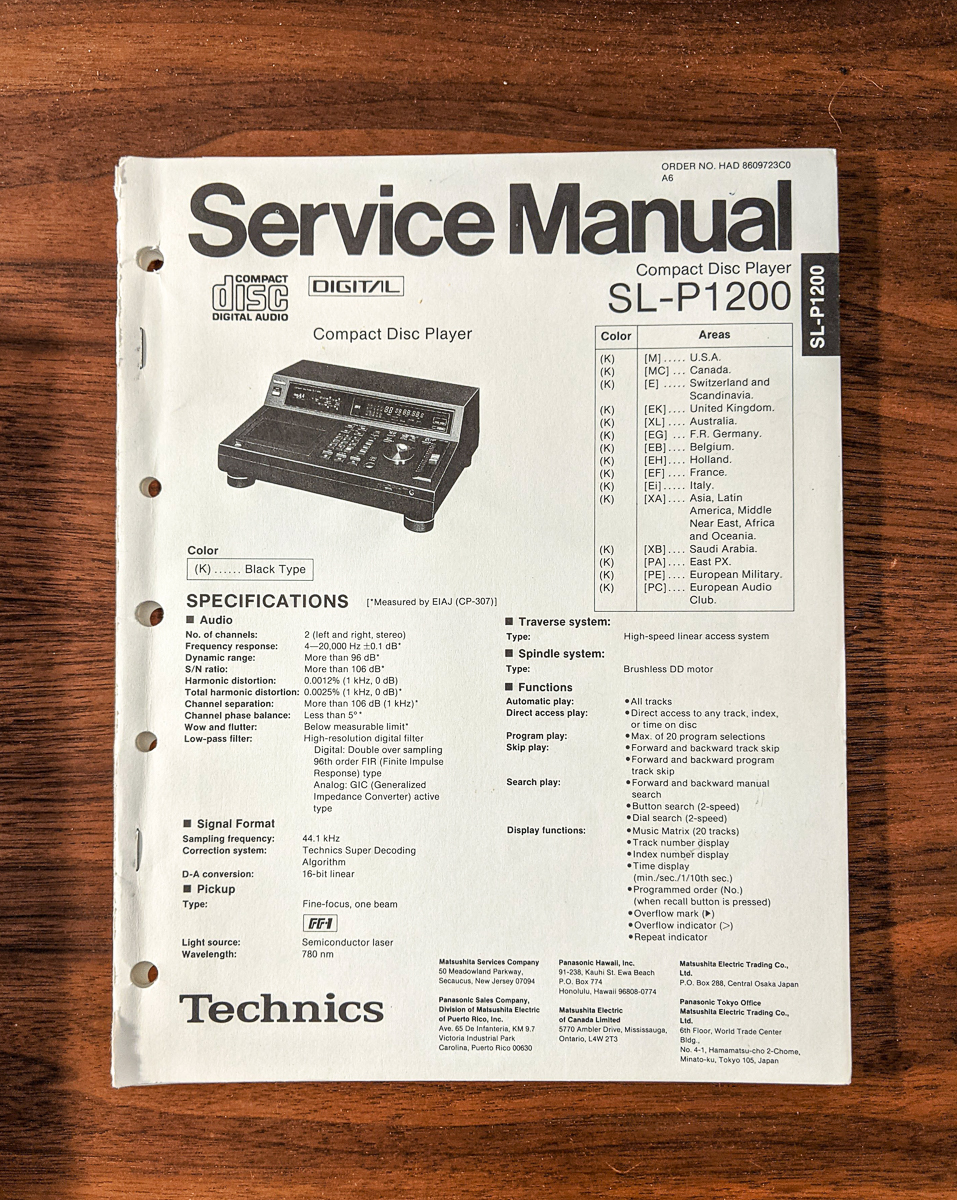 ORDER NO. HAD 8609723C0
A6
Service Manual
COMPACT
disc
DIGITAL AUDIO
DIGITAL
Compact Disc Player
SL-P1200
SL-P1200
Compact Disc Player
Color Areas
(K) [M] ..... U.S.A.
(K) [MC] ... Canada.
(K) [E] ..... Switzerland and
Scandinavia.
(K) [EK] .... United Kingdom.
(K) [XL] .... Australia.
(K) [EG] ... F.R. Germany.
(K) [EB] .... Belgium.
(K) [EH] .... Holland.
(K) [EF] .... France.
(K) [Ei] ..... Italy.
(K) [XA] .... Asia, Latin
America, Middle
Near East, Africa
and Oceania.
(K) [XB] .... Saudi Arabia.
(K) [PA] .... East PX.
(K) [PE] .... European Military.
(K) [PC] .... European Audio
Club.
Color
(K) ...... Black Type
SPECIFICATIONS [*Measured by EIAJ (CP-307)]
■ Audio
No. of channels: 2 (left and right, stereo)
Frequency response: 4—20,000 Hz ±0.1 dB*
Dynamic range: More than 96 dB*
S/N ratio: More than 106 dB*
Harmonic distortion: 0.0012% (1 kHz, 0 dB)
Total harmonic distortion: 0.0025% (1 kHz, 0 dB)*
Channel separation: More than 106 dB (1 kHz)*
Channel phase balance: Less than 5°*
Wow and flutter: Below measurable limit*
Low-pass filter: High-resolution digital filter
Digital: Double over sampling
96th order FIR (Finite Impulse
Response) type
Analog: GIC (Generalized
Impedance Converter) active
type
■ Signal Format
Sampling frequency: 44.1 kHz
Correction system: Technics Super Decoding
Algorithm
D-A conversion: 16-bit linear
■ Pickup
Type: Fine-focus, one beam
FF-1
Light source: Semiconductor laser
Wavelength: 780 nm
■ Traverse system:
Type: High-speed linear access system
■ Spindle system:
Type: Brushless DD motor
■ Functions
Automatic play: ●All tracks
Direct access play: ●Direct access to any track, index,
or time on disc
Program play: ●Max. of 20 program selections
Skip play: ●Forward and backward track skip
●Forward and backward program
track skip
Search play: ●Forward and backward manual
search
●Button search (2-speed)
●Dial search (2-speed)
Display functions: ●Music Matrix (20 tracks)
●Track number display
●Index number display
●Time display
(min./sec./1/10th sec.)
●Programmed order (No.)
(when recall button is pressed)
●Overflow mark (▶)
●Overflow indicator (>)
●Repeat indicator
Technics
Matsushita Services Company
50 Meadowland Parkway,
Secaucus, New Jersey 07094
Panasonic Sales Company,
Division of Matsushita Electric
of Puerto Rico, Inc.
Ave. 65 De Infanteria, KM 9.7
Victoria Industrial Park
Carolina, Puerto Rico 00630
Panasonic Hawaii, Inc.
91-238, Kauhi St. Ewa Beach
P.O. Box 774
Honolulu, Hawaii 96808-0774
Matsushita Electric
of Canada Limited
5770 Ambler Drive, Mississauga,
Ontario, L4W 2T3
Matsushita Electric Trading Co.,
Ltd.
P.O. Box 288, Central Osaka Japan
Panasonic Tokyo Office
Matsushita Electric Trading Co.,
Ltd.
6th Floor, World Trade Center
Bldg.,
No. 4-1, Hamamatsu-cho 2-Chome,
Minato-ku, Tokyo 105, Japan